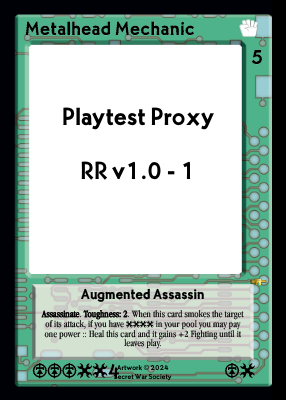 Metalhead Mechanic
5
Playtest Proxy
RR v1.0 - 1
Augmented Assassin
Assassinate. Toughness: 2. When this card smokes the target
of its attack, if you have ✖✖✖✖ in your pool you may pay
one power :: Heal this card and it gains +2 Fighting until it
leaves play.
4
Artwork © 2024
Secret War Society